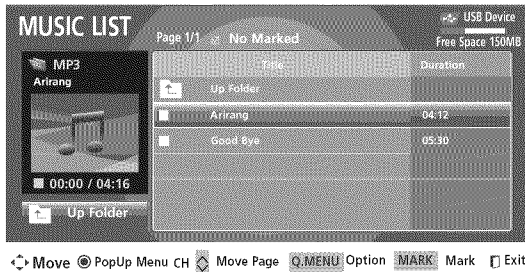 MUSIC LIST
Page 1/1 No Marked
USB Device
Free Space 150MB
MP3
Arirang
00:00 / 04:16
Up Folder
Title Duration
Up Folder
Arirang 04:12
Good Bye 05:30
Move PopUp Menu CH Move Page Q.MENU Option MARK Mark Exit